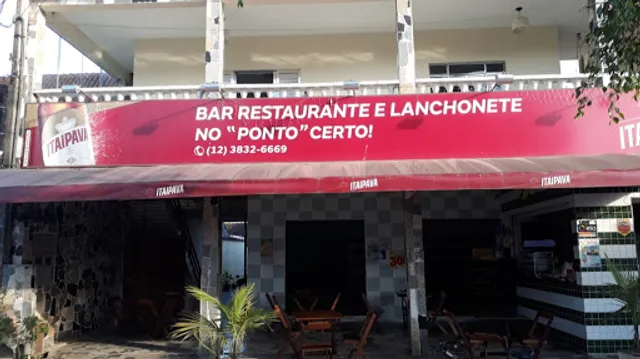 BAR RESTAURANTE E LANCHONETE
NO "PONTO" CERTO!
(12) 3832-6669
ITAIPAVA
ITAIPAVA
ITAIPAVA
ITAIPAVA